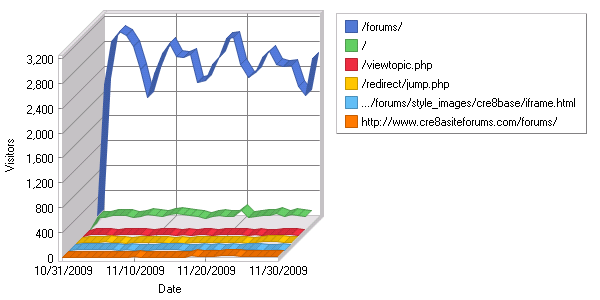 /forums/
/
/viewtopic.php
/redirect/jump.php
.../forums/style_images/cre8base/iframe.html
http://www.cre8asiteforums.com/forums/
3,200
2,800
2,400
2,000
1,600
1,200
800
400
0
Visitors
10/31/2009 11/10/2009 11/20/2009 11/30/2009
Date